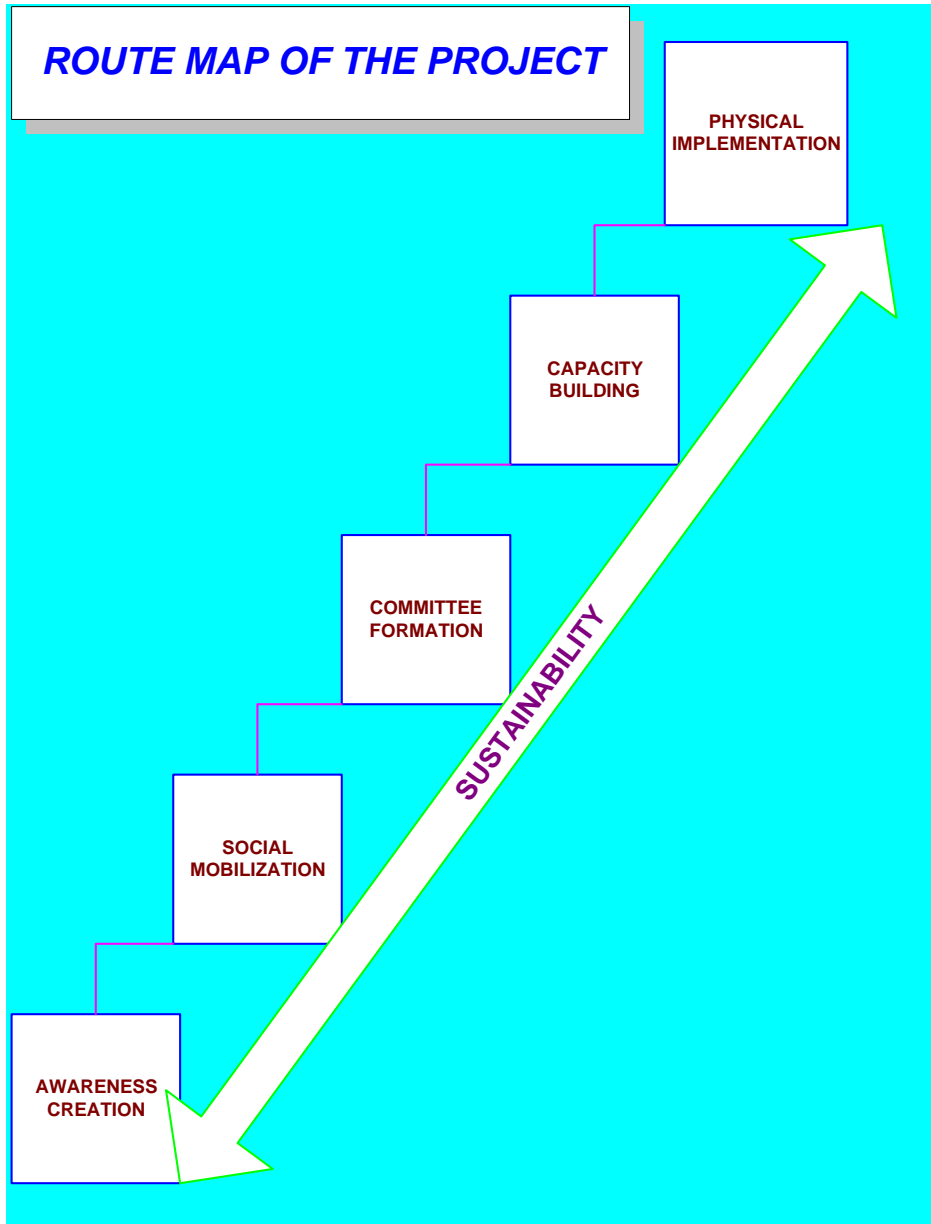 ROUTE MAP OF THE PROJECT
PHYSICAL
IMPLEMENTATION
CAPACITY
BUILDING
COMMITTEE
FORMATION
SUSTAINABILITY
SOCIAL
MOBILIZATION
AWARENESS
CREATION